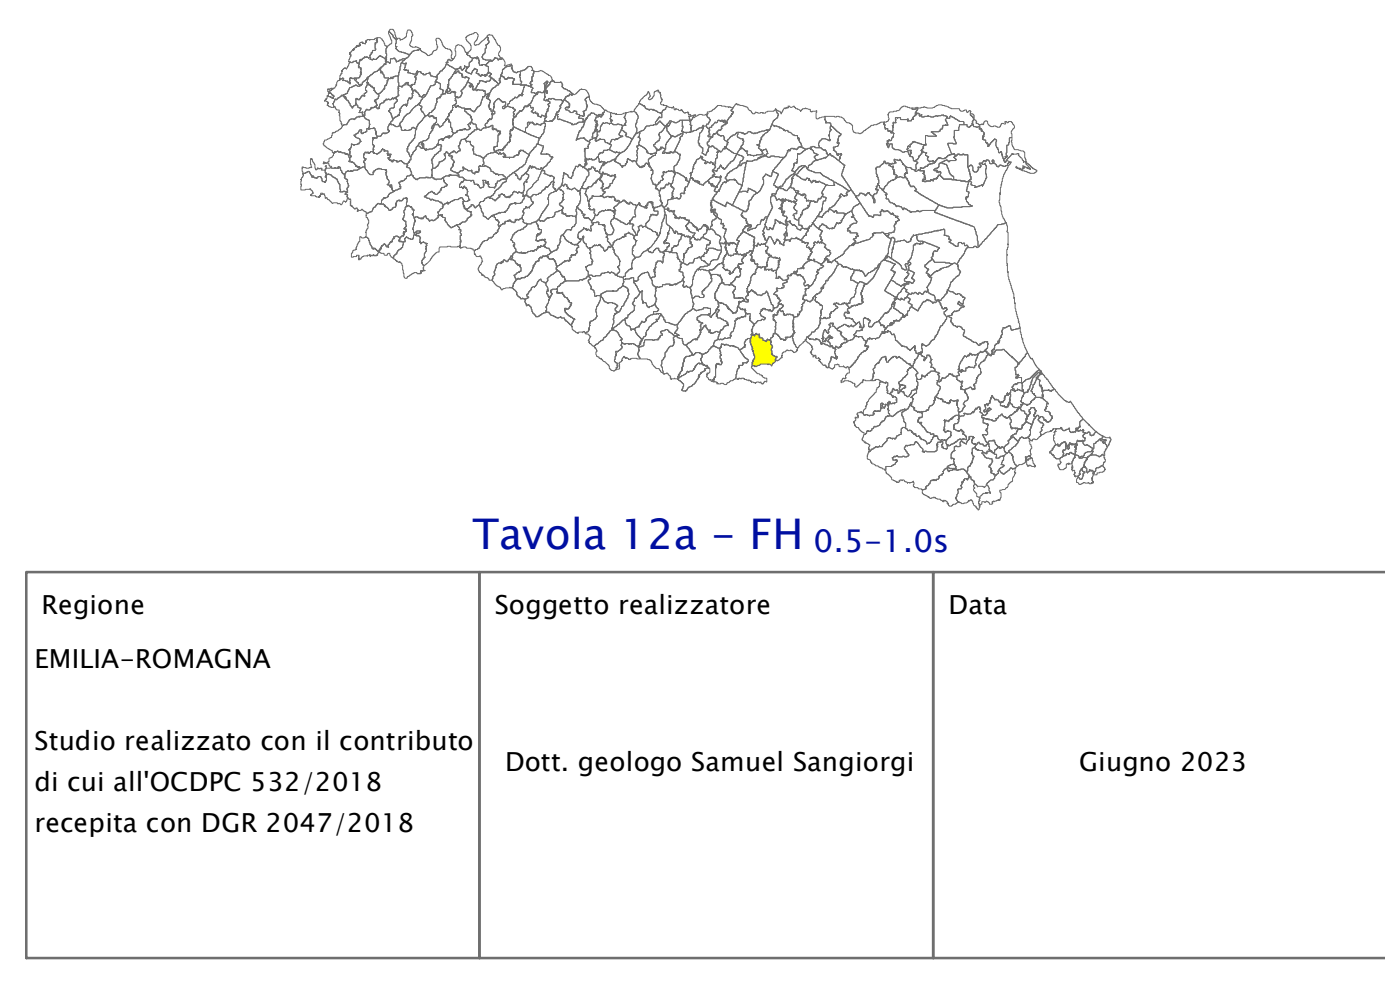 Tavola 12a - FH 0.5-1.0s
Regione
EMILIA-ROMAGNA
Studio realizzato con il contributo
di cui all'OCDPC 532/2018
recepita con DGR 2047/2018
Soggetto realizzatore
Dott. geologo Samuel Sangiorgi
Data
Giugno 2023